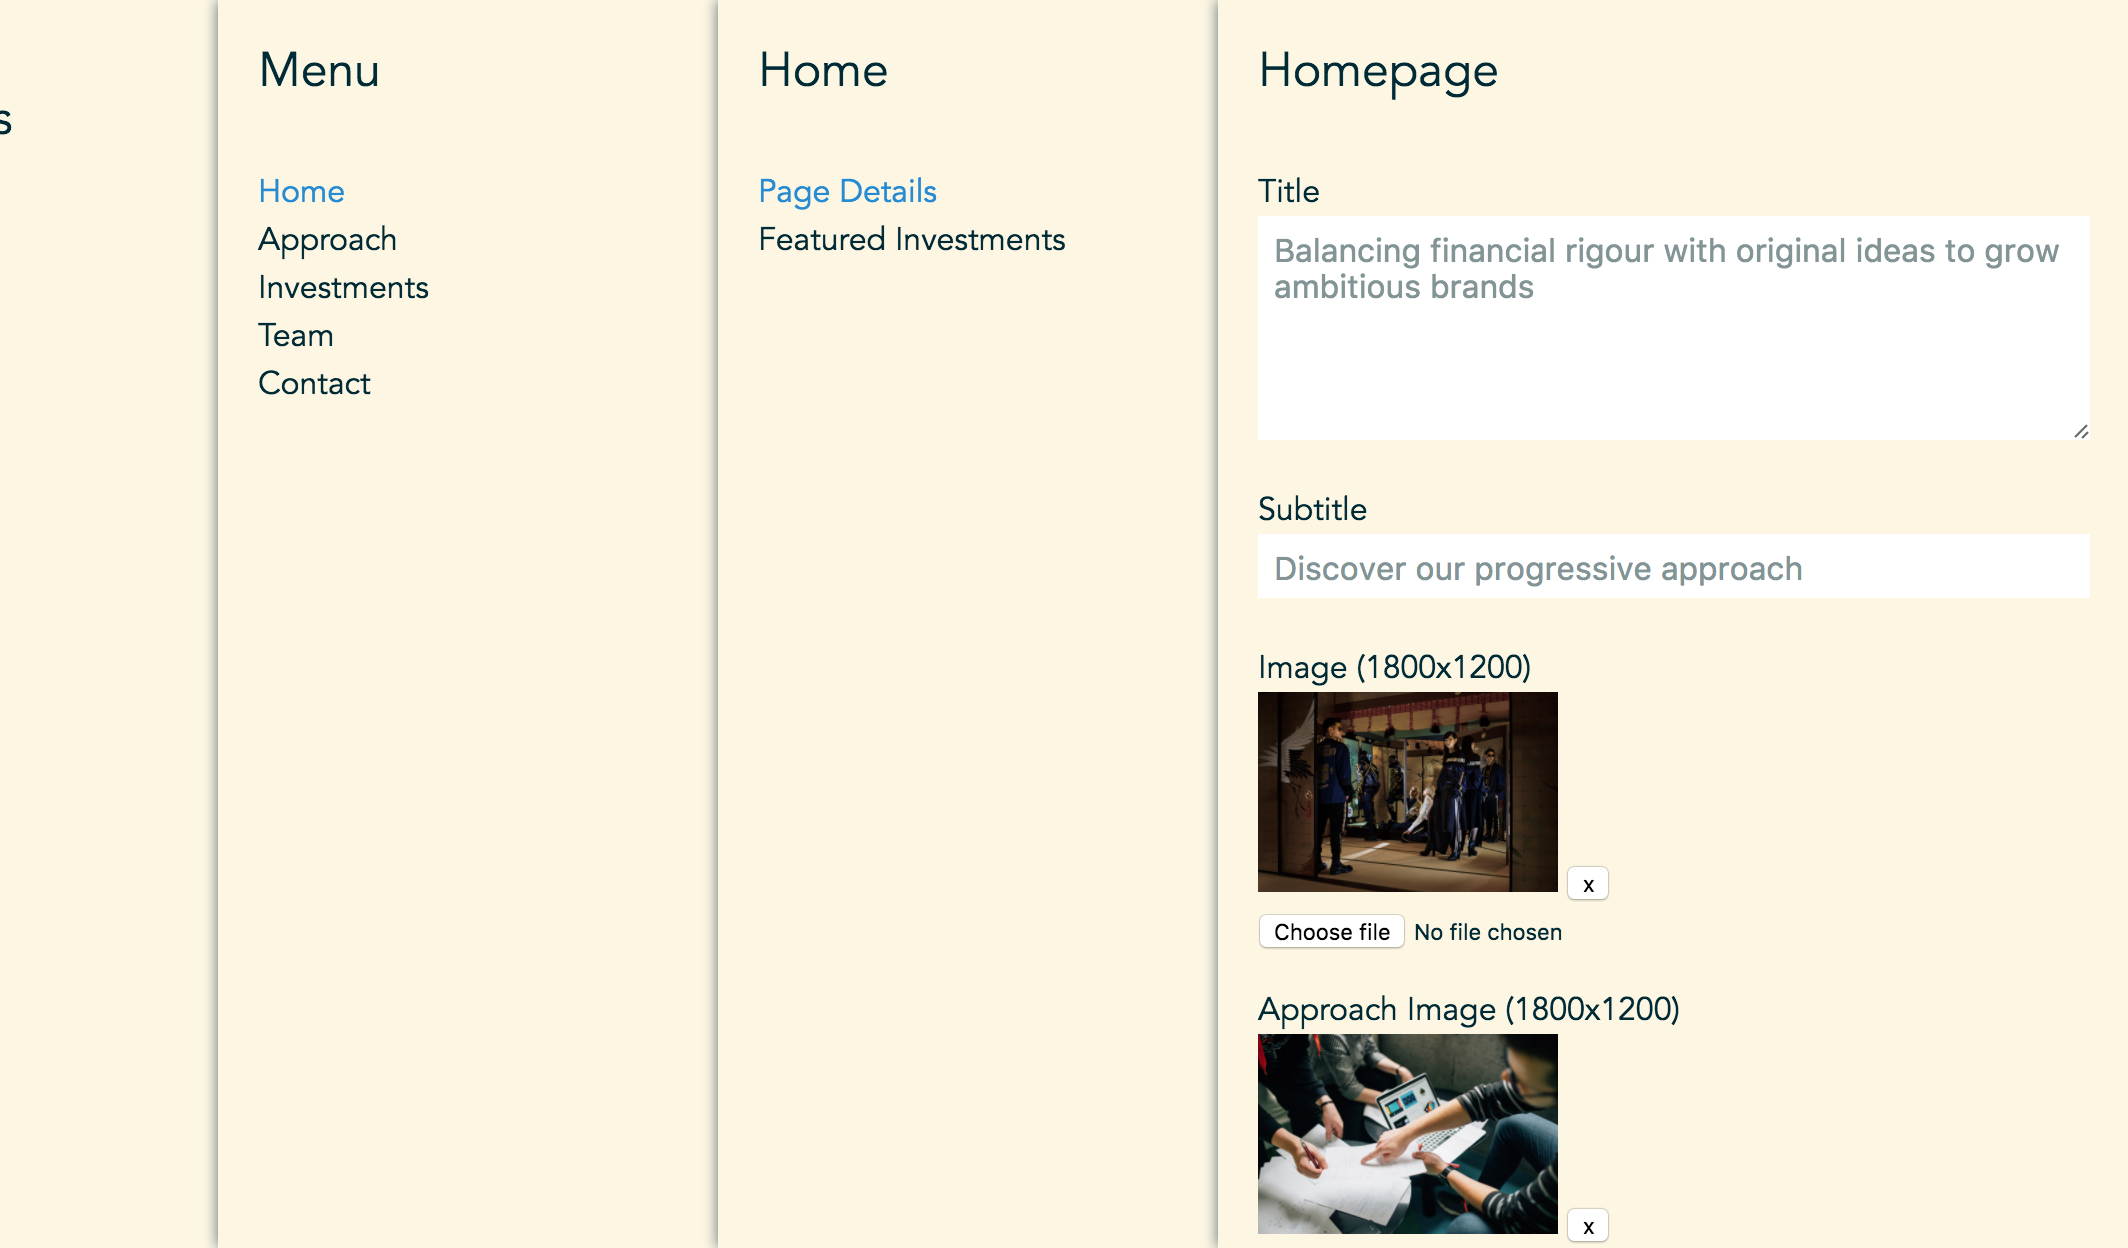 s
Menu
Home
Approach
Investments
Team
Contact
Home
Page Details
Featured Investments
Homepage
Title
Balancing financial rigour with original ideas to grow
ambitious brands
Subtitle
Discover our progressive approach
Image (1800x1200)
x
Choose file No file chosen
Approach Image (1800x1200)
x